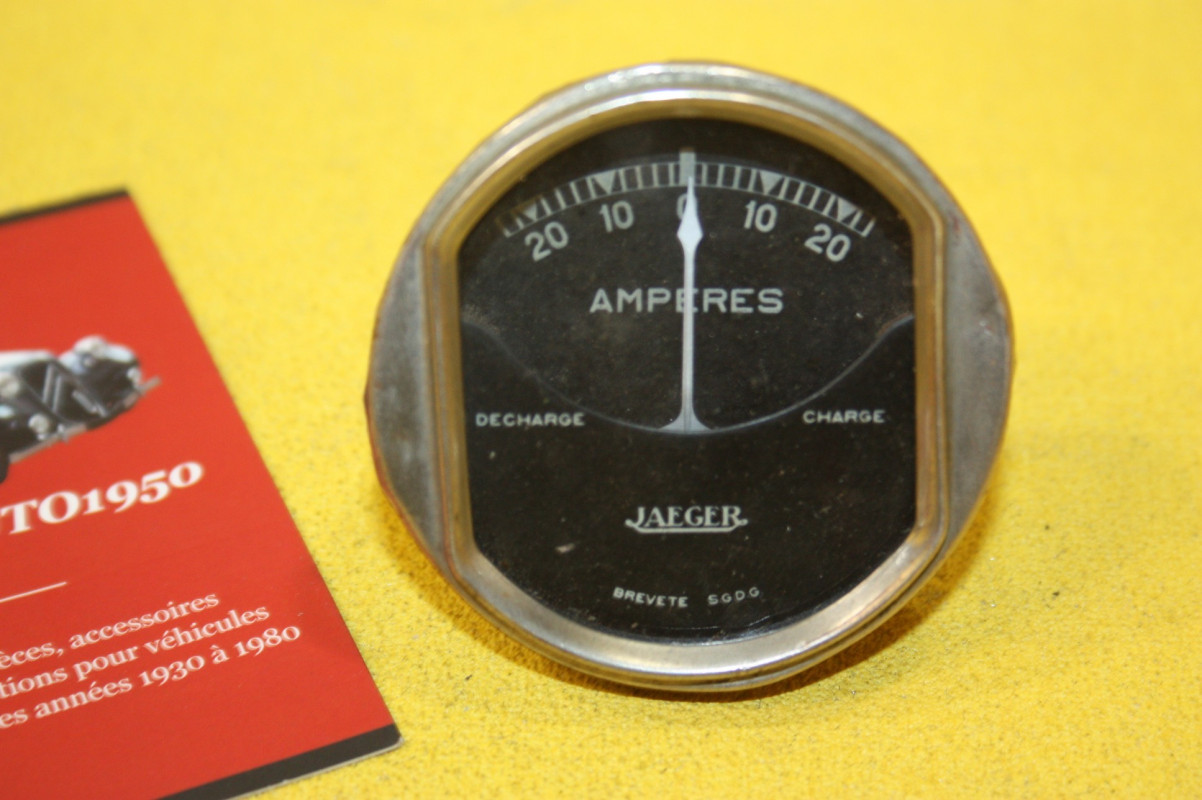 20 10 0 10 20
AMPERES
DECHARGE CHARGE
JAEGER
BREVETE SGDG
TO1950
èces, accessoires
tions pour véhicules
es années 1930 à 1980